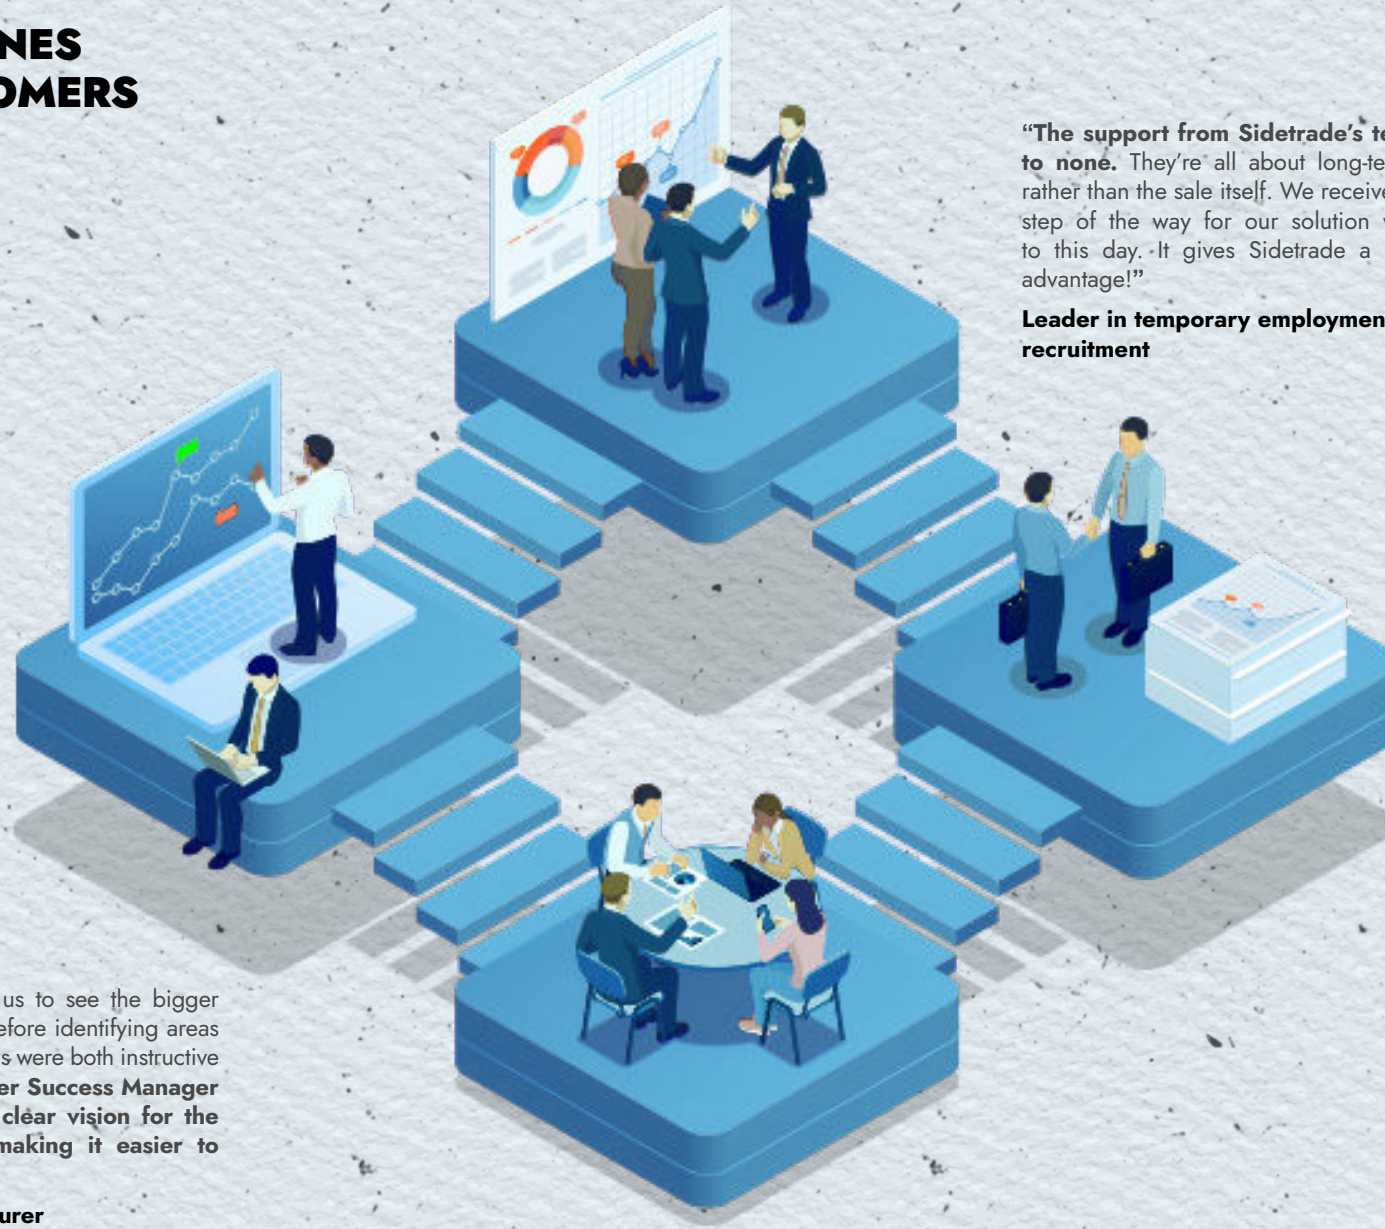 NES
OMERS
“The support from Sidetrade’s te
to none. They’re all about long-te
rather than the sale itself. We receive
step of the way for our solution
to this day. It gives Sidetrade a
advantage!”
Leader in temporary employmen
recruitment
us to see the bigger
efore identifying areas
s were both instructive
er Success Manager
clear vision for the
making it easier to
urer